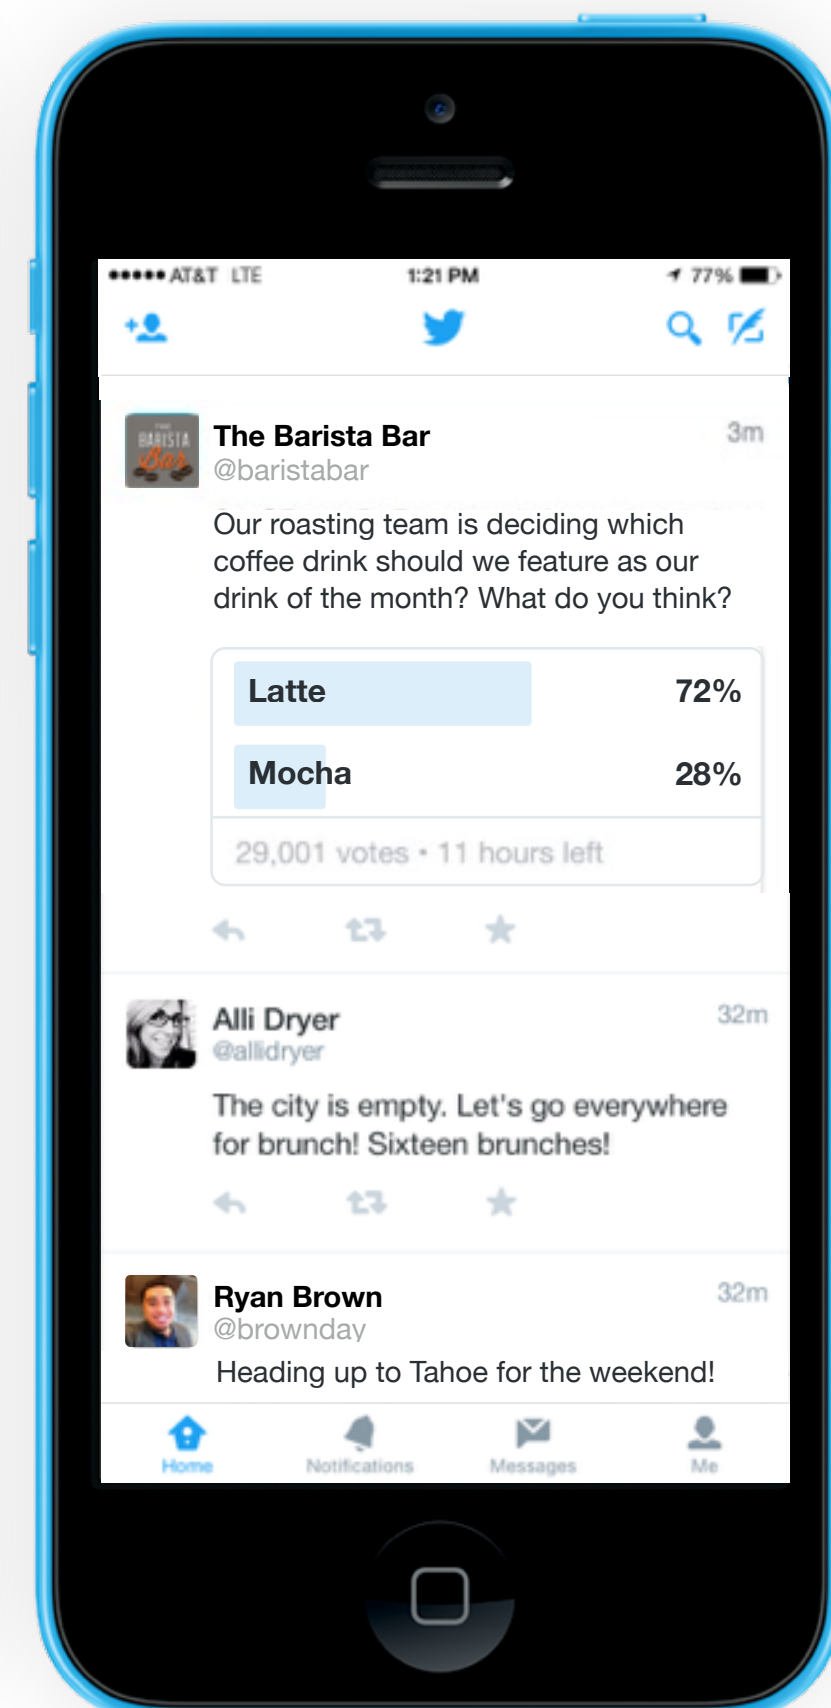 AT&T LTE 1:21 PM 77%
THE
BARISTA
Bar
The Barista Bar 3m
@baristabar
Our roasting team is deciding which
coffee drink should we feature as our
drink of the month? What do you think?
Latte 72%
Mocha 28%
29,001 votes • 11 hours left
Alli Dryer 32m
@allidryer
The city is empty. Let's go everywhere
for brunch! Sixteen brunches!
Ryan Brown 32m
@brownday
Heading up to Tahoe for the weekend!
Home Notifications Messages Me